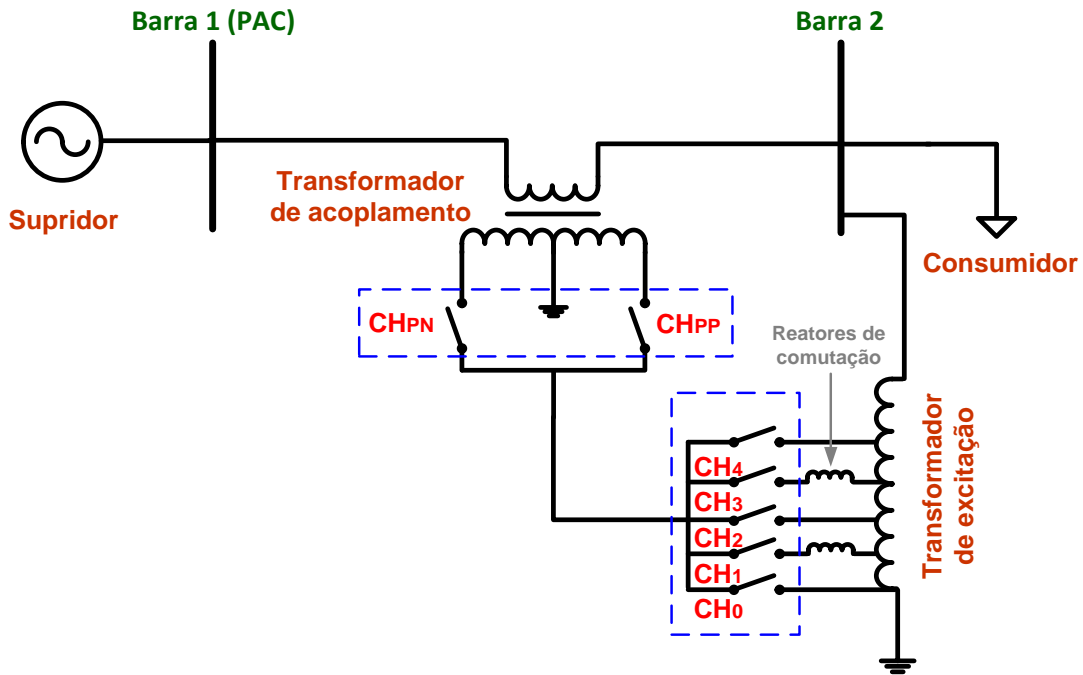 Barra 1 (PAC)
Barra 2
Supridor
Transformador
de acoplamento
Consumidor
CHPN
CHPP
Reatores de
comutação
CH4
CH3
CH2
CH1
CH0
Transformador
de excitação